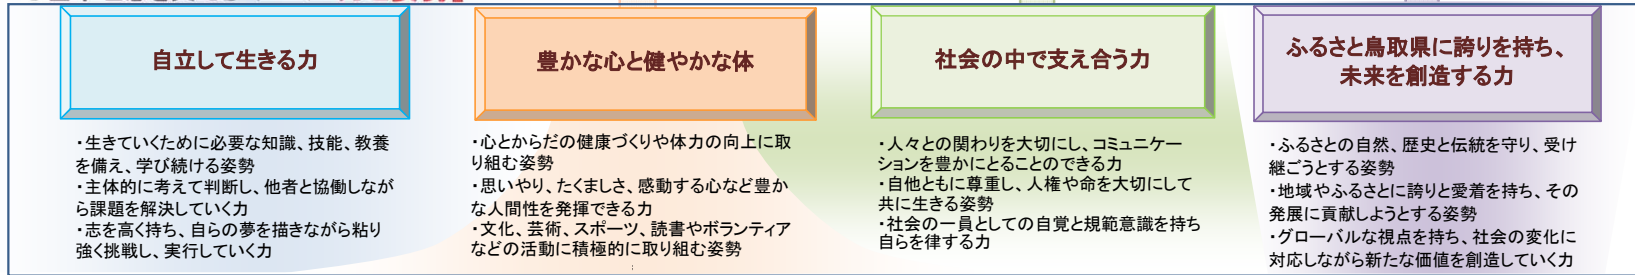 自立して生きる力
・生きていくために必要な知識、技能、教養
を備え、学び続ける姿勢
・主体的に考えて判断し、他者と協働しなが
ら課題を解決していく力
・志を高く持ち、自らの夢を描きながら粘り
強く挑戦し、実行していく力
豊かな心と健やかな体
・心とからだの健康づくりや体力の向上に取
り組む姿勢
・思いやり、たくましさ、感動する心など豊か
な人間性を発揮できる力
・文化、芸術、スポーツ、読書やボランティア
などの活動に積極的に取り組む姿勢
社会の中で支え合う力
・人々との関わりを大切にし、コミュニケー
ションを豊かにとることのできる力
・自他ともに尊重し、人権や命を大切にして
共に生きる姿勢
・社会の一員としての自覚と規範意識を持ち
自らを律する力
ふるさと鳥取県に誇りを持ち、
未来を創造する力
・ふるさとの自然、歴史と伝統を守り、受け
継ごうとする姿勢
・地域やふるさとに誇りと愛着を持ち、その
発展に貢献しようとする姿勢
・グローバルな視点を持ち、社会の変化に
対応しながら新たな価値を創造していく力